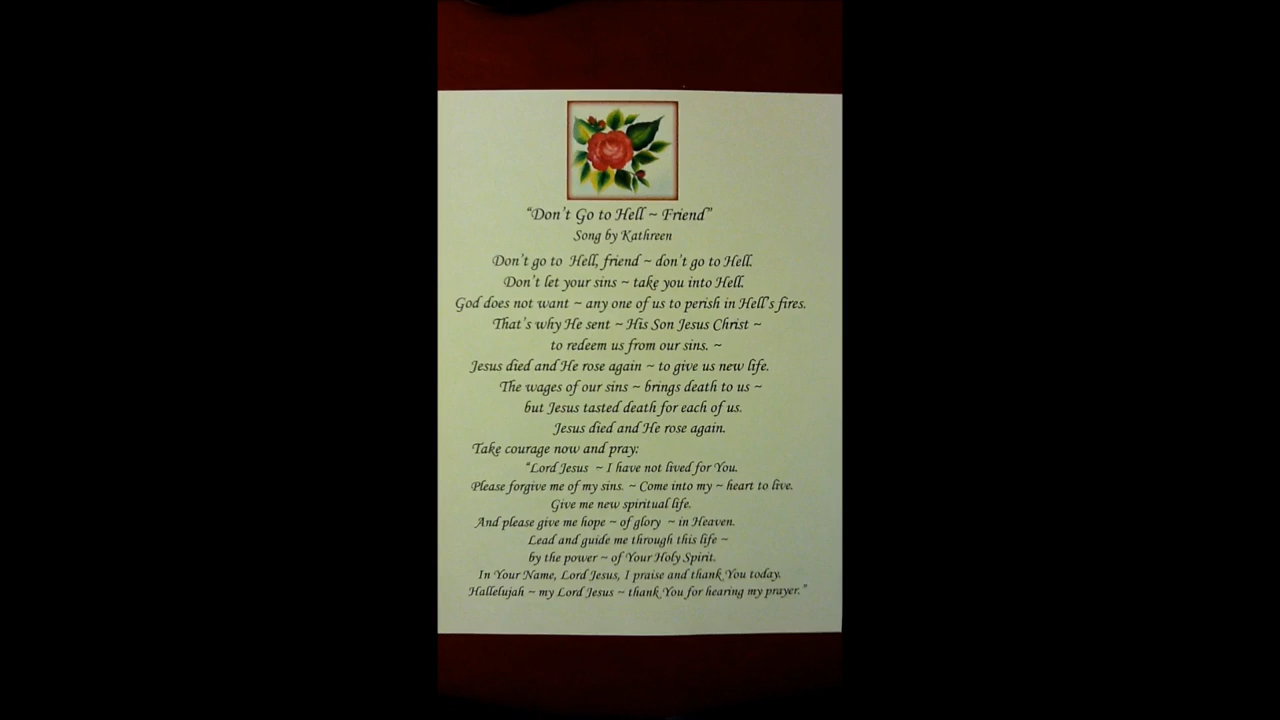 “Don’t Go to Hell ~ Friend”
Song by Kathreen
Don’t go to Hell, friend ~ don’t go to Hell.
Don’t let your sins ~ take you into Hell.
God does not want ~ any one of us to perish in Hell’s fires.
That’s why He sent ~ His Son Jesus Christ ~
to redeem us from our sins. ~
Jesus died and He rose again ~ to give us new life.
The wages of our sins ~ brings death to us ~
but Jesus tasted death for each of us.
Jesus died and He rose again.
Take courage now and pray:
“Lord Jesus ~ I have not lived for You.
Please forgive me of my sins. ~ Come into my ~ heart to live.
Give me new spiritual life.
And please give me hope ~ of glory ~ in Heaven.
Lead and guide me through this life ~
by the power ~ of Your Holy Spirit.
In Your Name, Lord Jesus, I praise and thank You today.
Hallelujah ~ my Lord Jesus ~ thank You for hearing my prayer.”